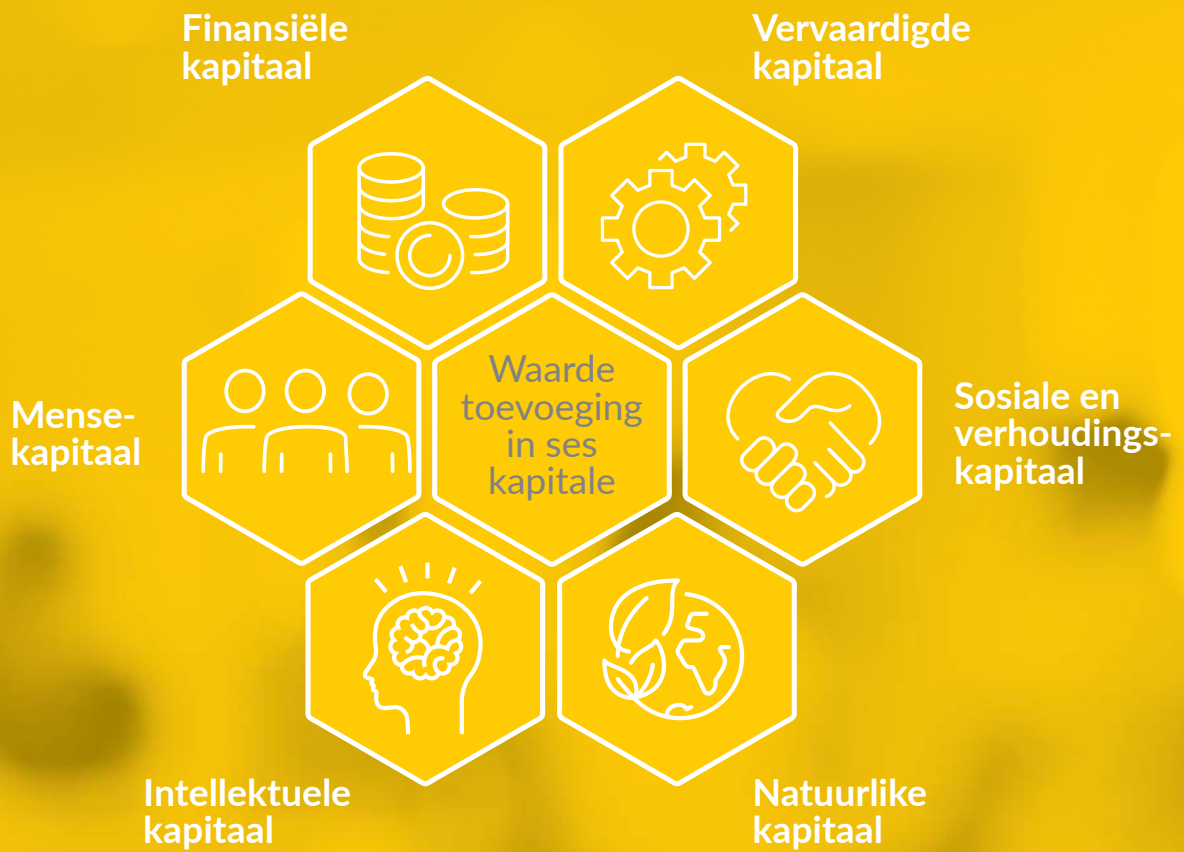 Finansiële
kapitaal
Vervaardigde
kapitaal
Mense-
kapitaal
Waarde
toevoeging
in ses
kapitale
Sosiale en
verhoudings-
kapitaal
Intellektuele
kapitaal
Natuurlike
kapitaal